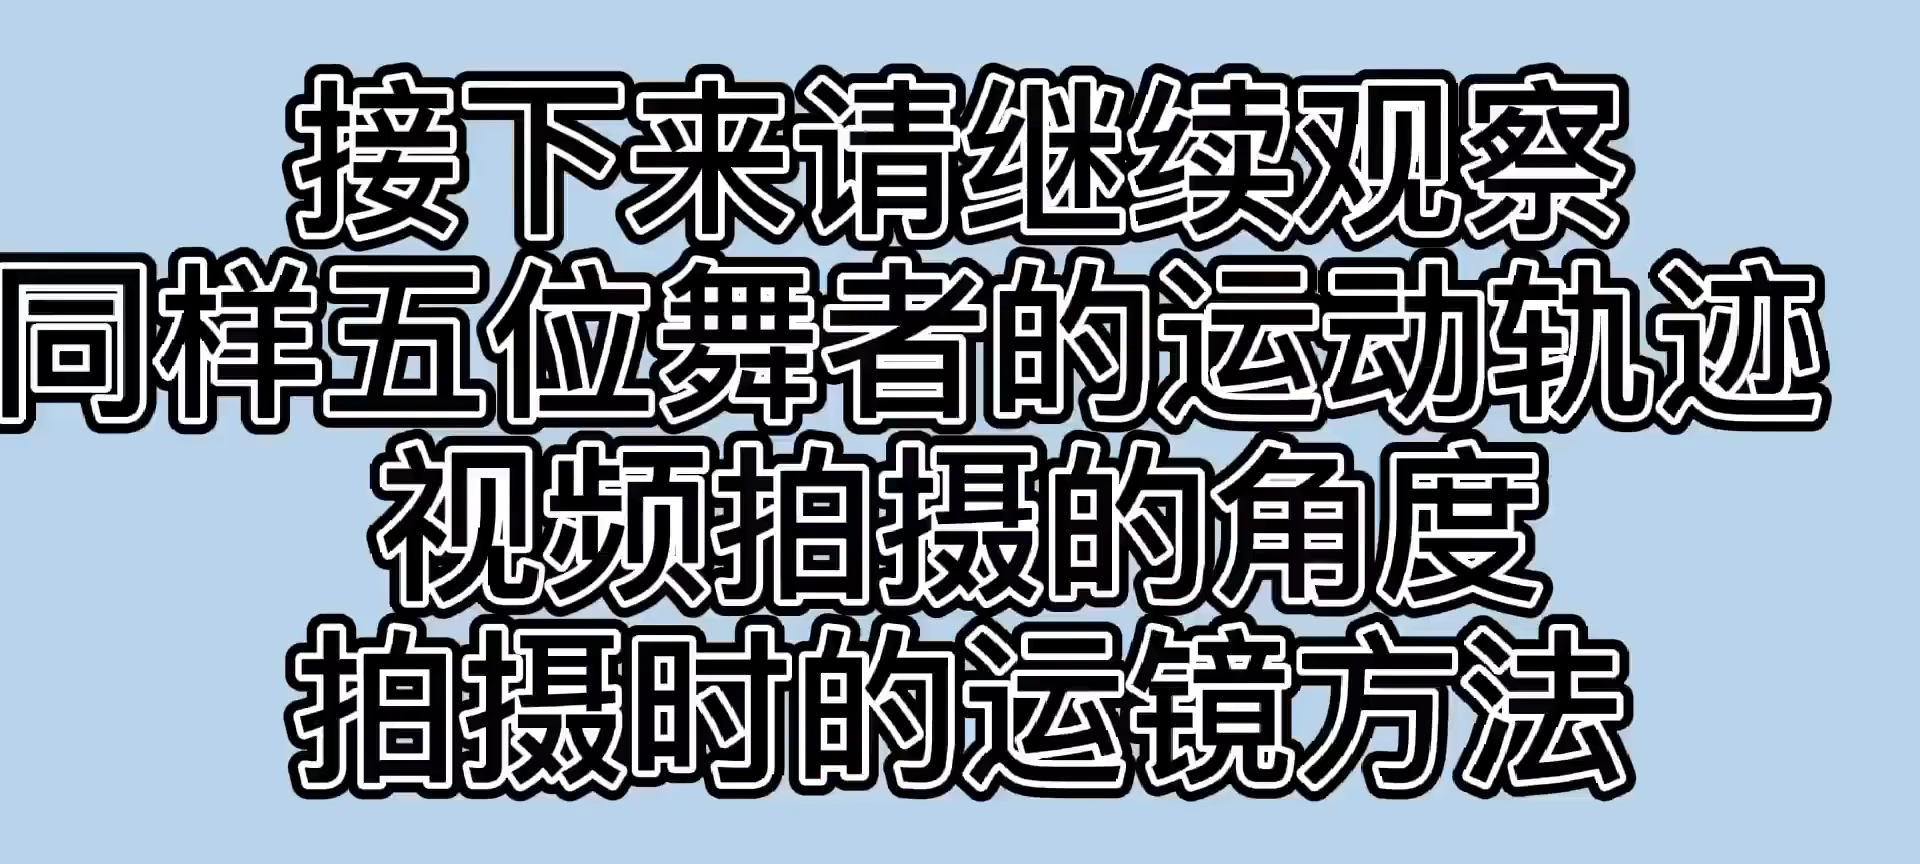 接下来请继续观察
同样五位舞者的运动轨迹
视频拍摄的角度
拍摄时的运镜方法